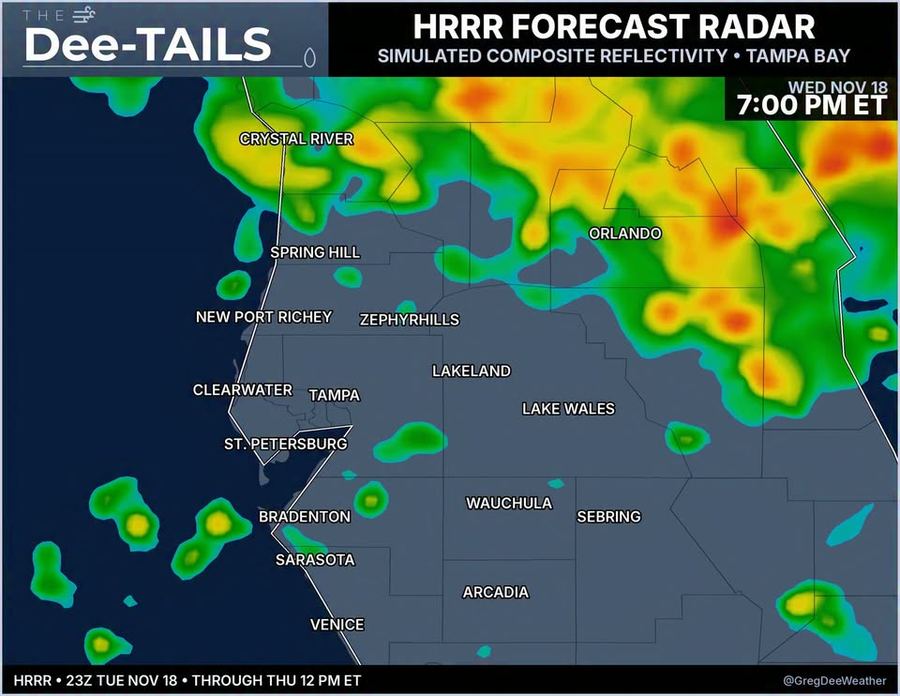 THE
Dee-TAILS
HRRR FORECAST RADAR
SIMULATED COMPOSITE REFLECTIVITY • TAMPA BAY
WED NOV 18
7:00 PM ET
CRYSTAL RIVER
ORLANDO
SPRING HILL
NEW PORT RICHEY
ZEPHYRHILLS
LAKELAND
CLEARWATER
TAMPA
LAKE WALES
ST. PETERSBURG
WAUCHULA
BRADENTON
SEBRING
SARASOTA
ARCADIA
VENICE
HRRR • 23Z TUE NOV 18 • THROUGH THU 12 PM ET
@GregDeeWeather